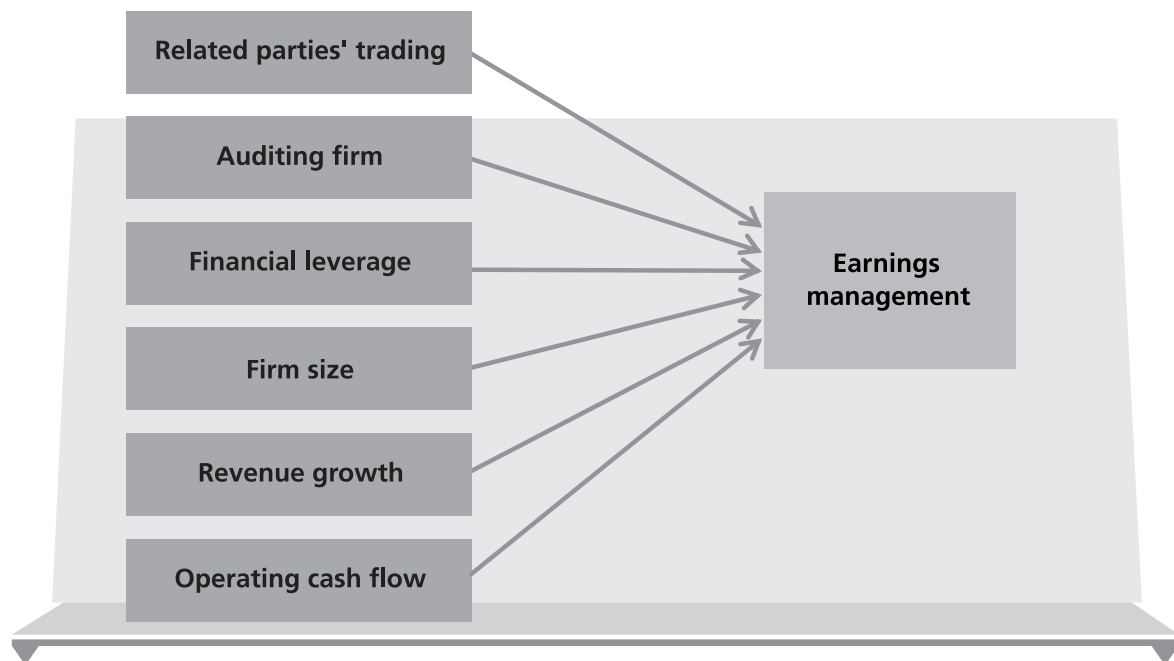 Related parties' trading
Auditing firm
Financial leverage
Firm size
Revenue growth
Operating cash flow
Earnings
management